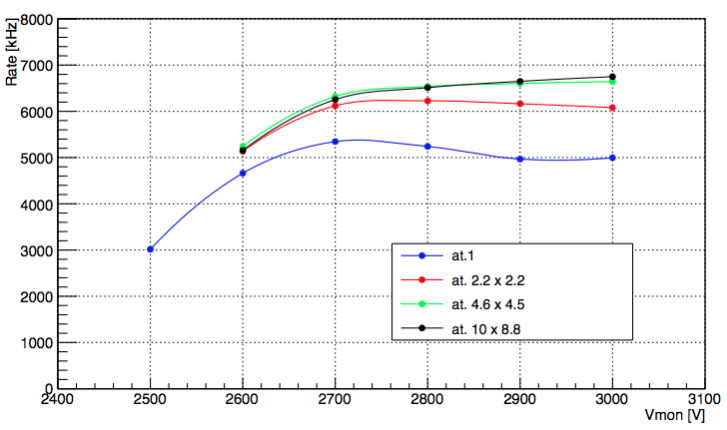 Rate [kHz]
8000
7000
6000
5000
4000
3000
2000
1000
0
at.1
at. 2.2 x 2.2
at. 4.6 x 4.5
at. 10 x 8.8
2400 2500 2600 2700 2800 2900 3000 3100
Vmon [V]